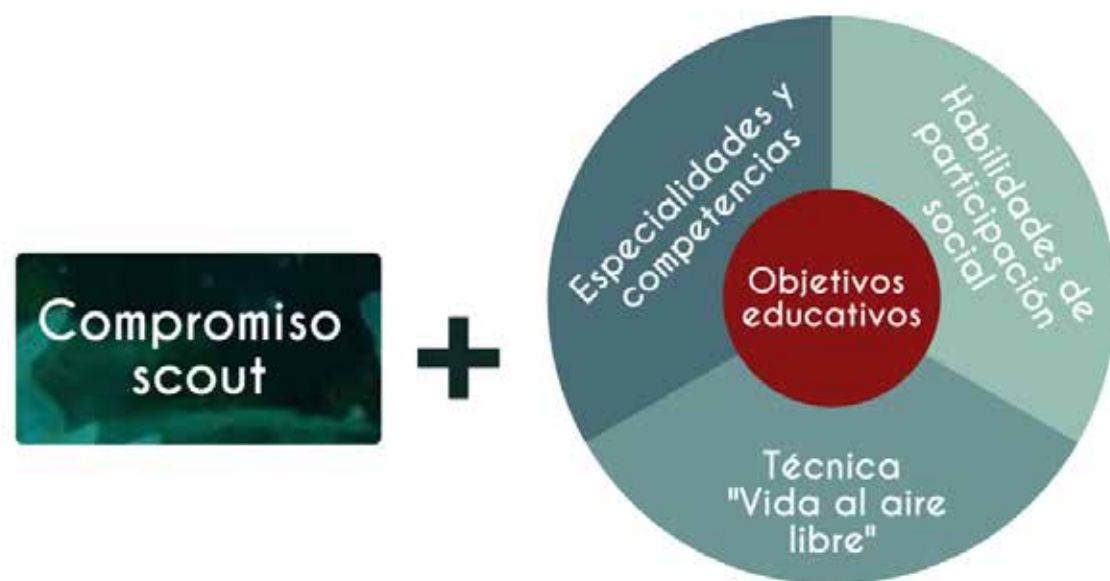 Compromiso
scout
+
Especialidades y
competencias
Habilidades de
participación
social
Objetivos
educativos
Técnica
"Vida al aire
libre"